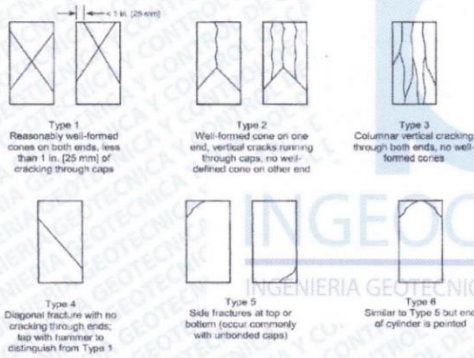 < 1 in. [25 mm]
Type 1
Reasonably well-formed
cones on both ends, less
than 1 in. [25 mm] of
cracking through caps
Type 2
Well-formed cone on one
end, vertical cracks running
through caps, no well-
defined cone on other end
Type 3
Columnar vertical cracking
through both ends, no well-
formed cones
Type 4
Diagonal fracture with no
cracking through ends;
tap with hammer to
distinguish from Type 1
Type 5
Side fractures at top or
bottom (occur commonly
with unbonded caps)
Type 6
Similar to Type 5 but end
of cylinder is pointed
INGEOC
INGENIERIA GEOTECNIC